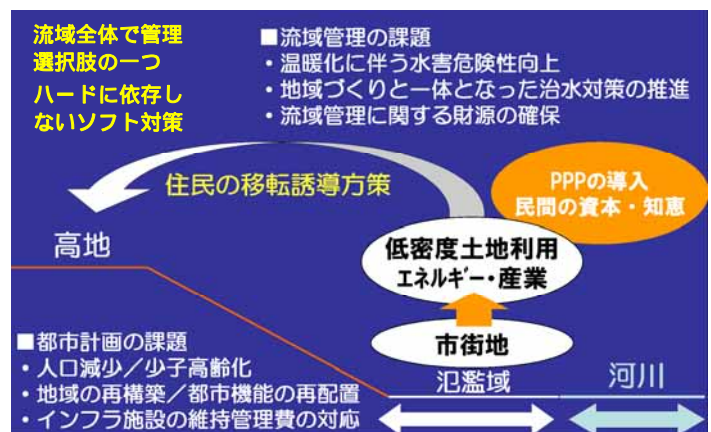 流域全体で管理
選択肢の一つ
ハードに依存し
ないソフト対策
■流域管理の課題
・温暖化に伴う水害危険性向上
・地域づくりと一体となった治水対策の推進
・流域管理に関する財源の確保
住民の移転誘導方策
PPPの導入
民間の資本・知恵
高地
低密度土地利用
エネルギー・産業
市街地
氾濫域
河川
■都市計画の課題
・人口減少／少子高齢化
・地域の再構築／都市機能の再配置
・インフラ施設の維持管理費の対応